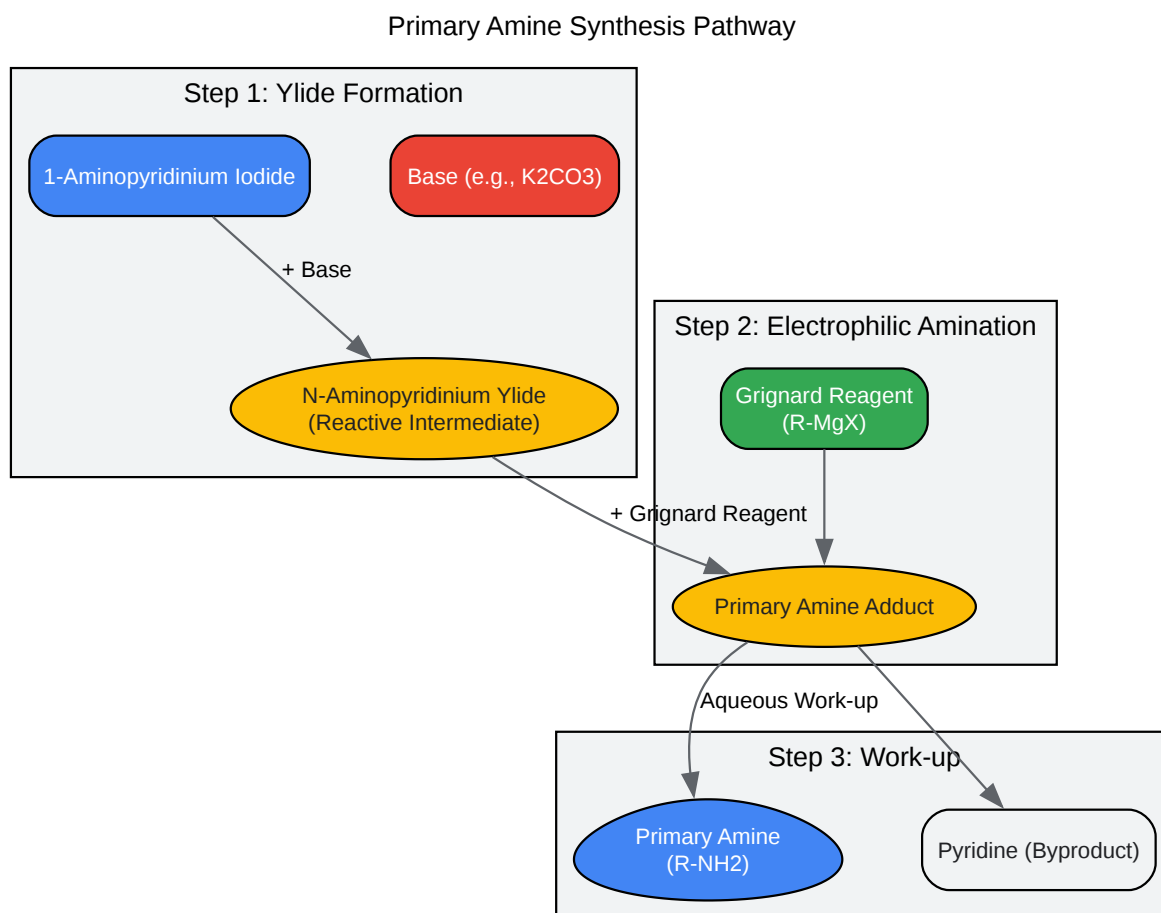 Primary Amine Synthesis Pathway
Step 1: Ylide Formation
1-Aminopyridinium Iodide
Base (e.g., K2CO3)
+ Base
N-Aminopyridinium Ylide
(Reactive Intermediate)
Step 2: Electrophilic Amination
Grignard Reagent
(R-MgX)
+ Grignard Reagent
Primary Amine Adduct
Aqueous Work-up
Step 3: Work-up
Primary Amine
(R-NH2)
Pyridine (Byproduct)